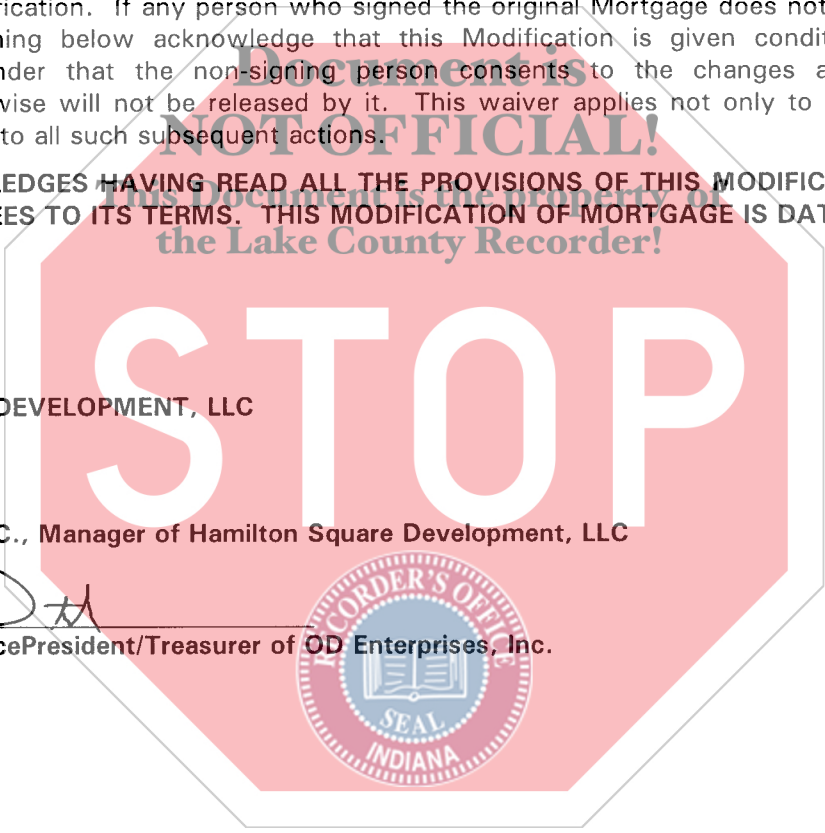 rication. If any person who signed the original Mortgage does not
ning below acknowledge that this Modification is given condit
nder that the non-signing person consents to the changes a
wise will not be released by it. This waiver applies not only to
to all such subsequent actions.
Document is
NOT OFFICIAL!
This Document is the property of
the Lake County Recorder!
LEDGES HAVING READ ALL THE PROVISIONS OF THIS MODIFIC
EES TO ITS TERMS. THIS MODIFICATION OF MORTGAGE IS DAT
STOP
DEVELOPMENT, LLC
C., Manager of Hamilton Square Development, LLC
cePresident/Treasurer of OD Enterprises, Inc.
RECORDER'S OFFICE
SEAL
INDIANA